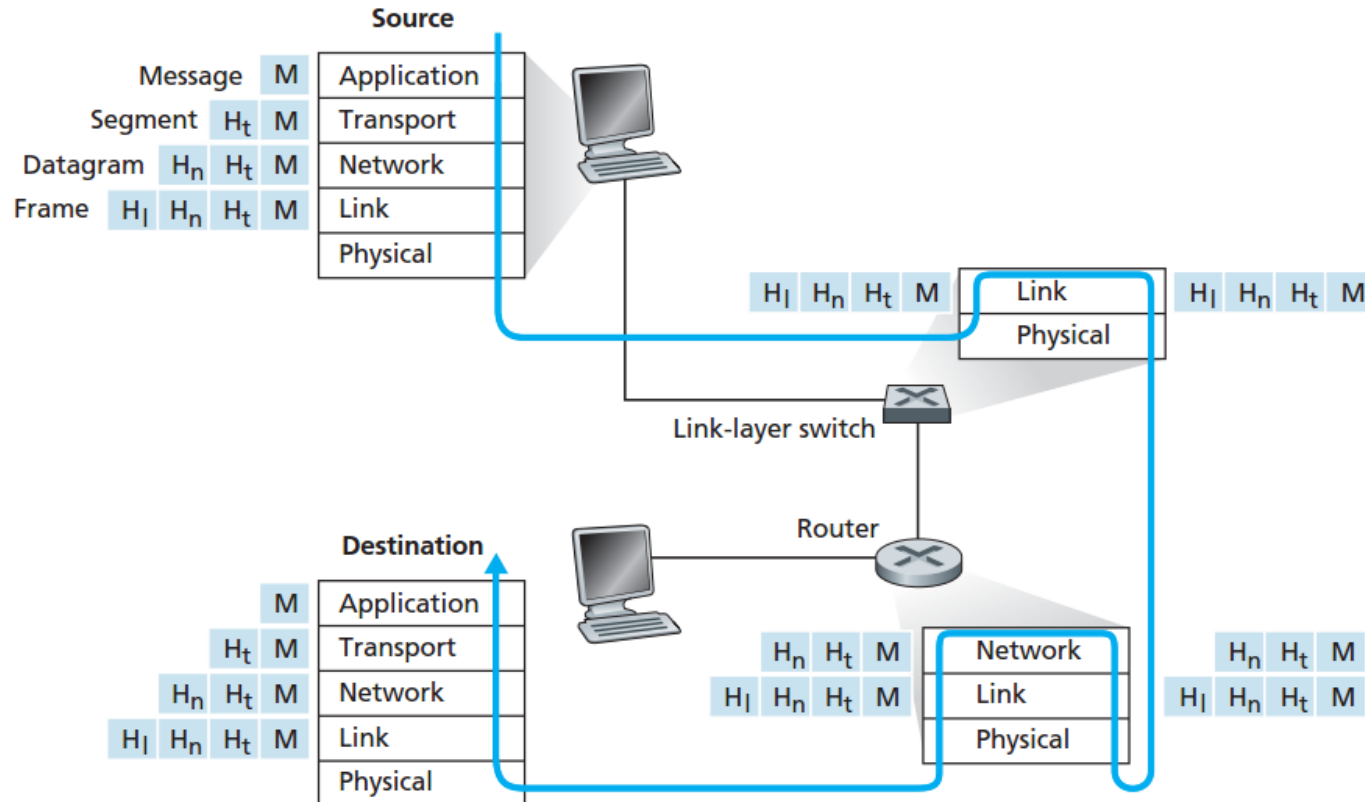 Source
Message M Application
Segment Ht M Transport
Datagram Hn Ht M Network
Frame Hl Hn Ht M Link
Physical
Hl Hn Ht M Link Hl Hn Ht M
Physical
Link-layer switch
Router
Destination
M Application
Ht M Transport
Hn Ht M Network
Hl Hn Ht M Link
Physical
Hn Ht M Network Hn Ht M
Hl Hn Ht M Link Hl Hn Ht M
Physical